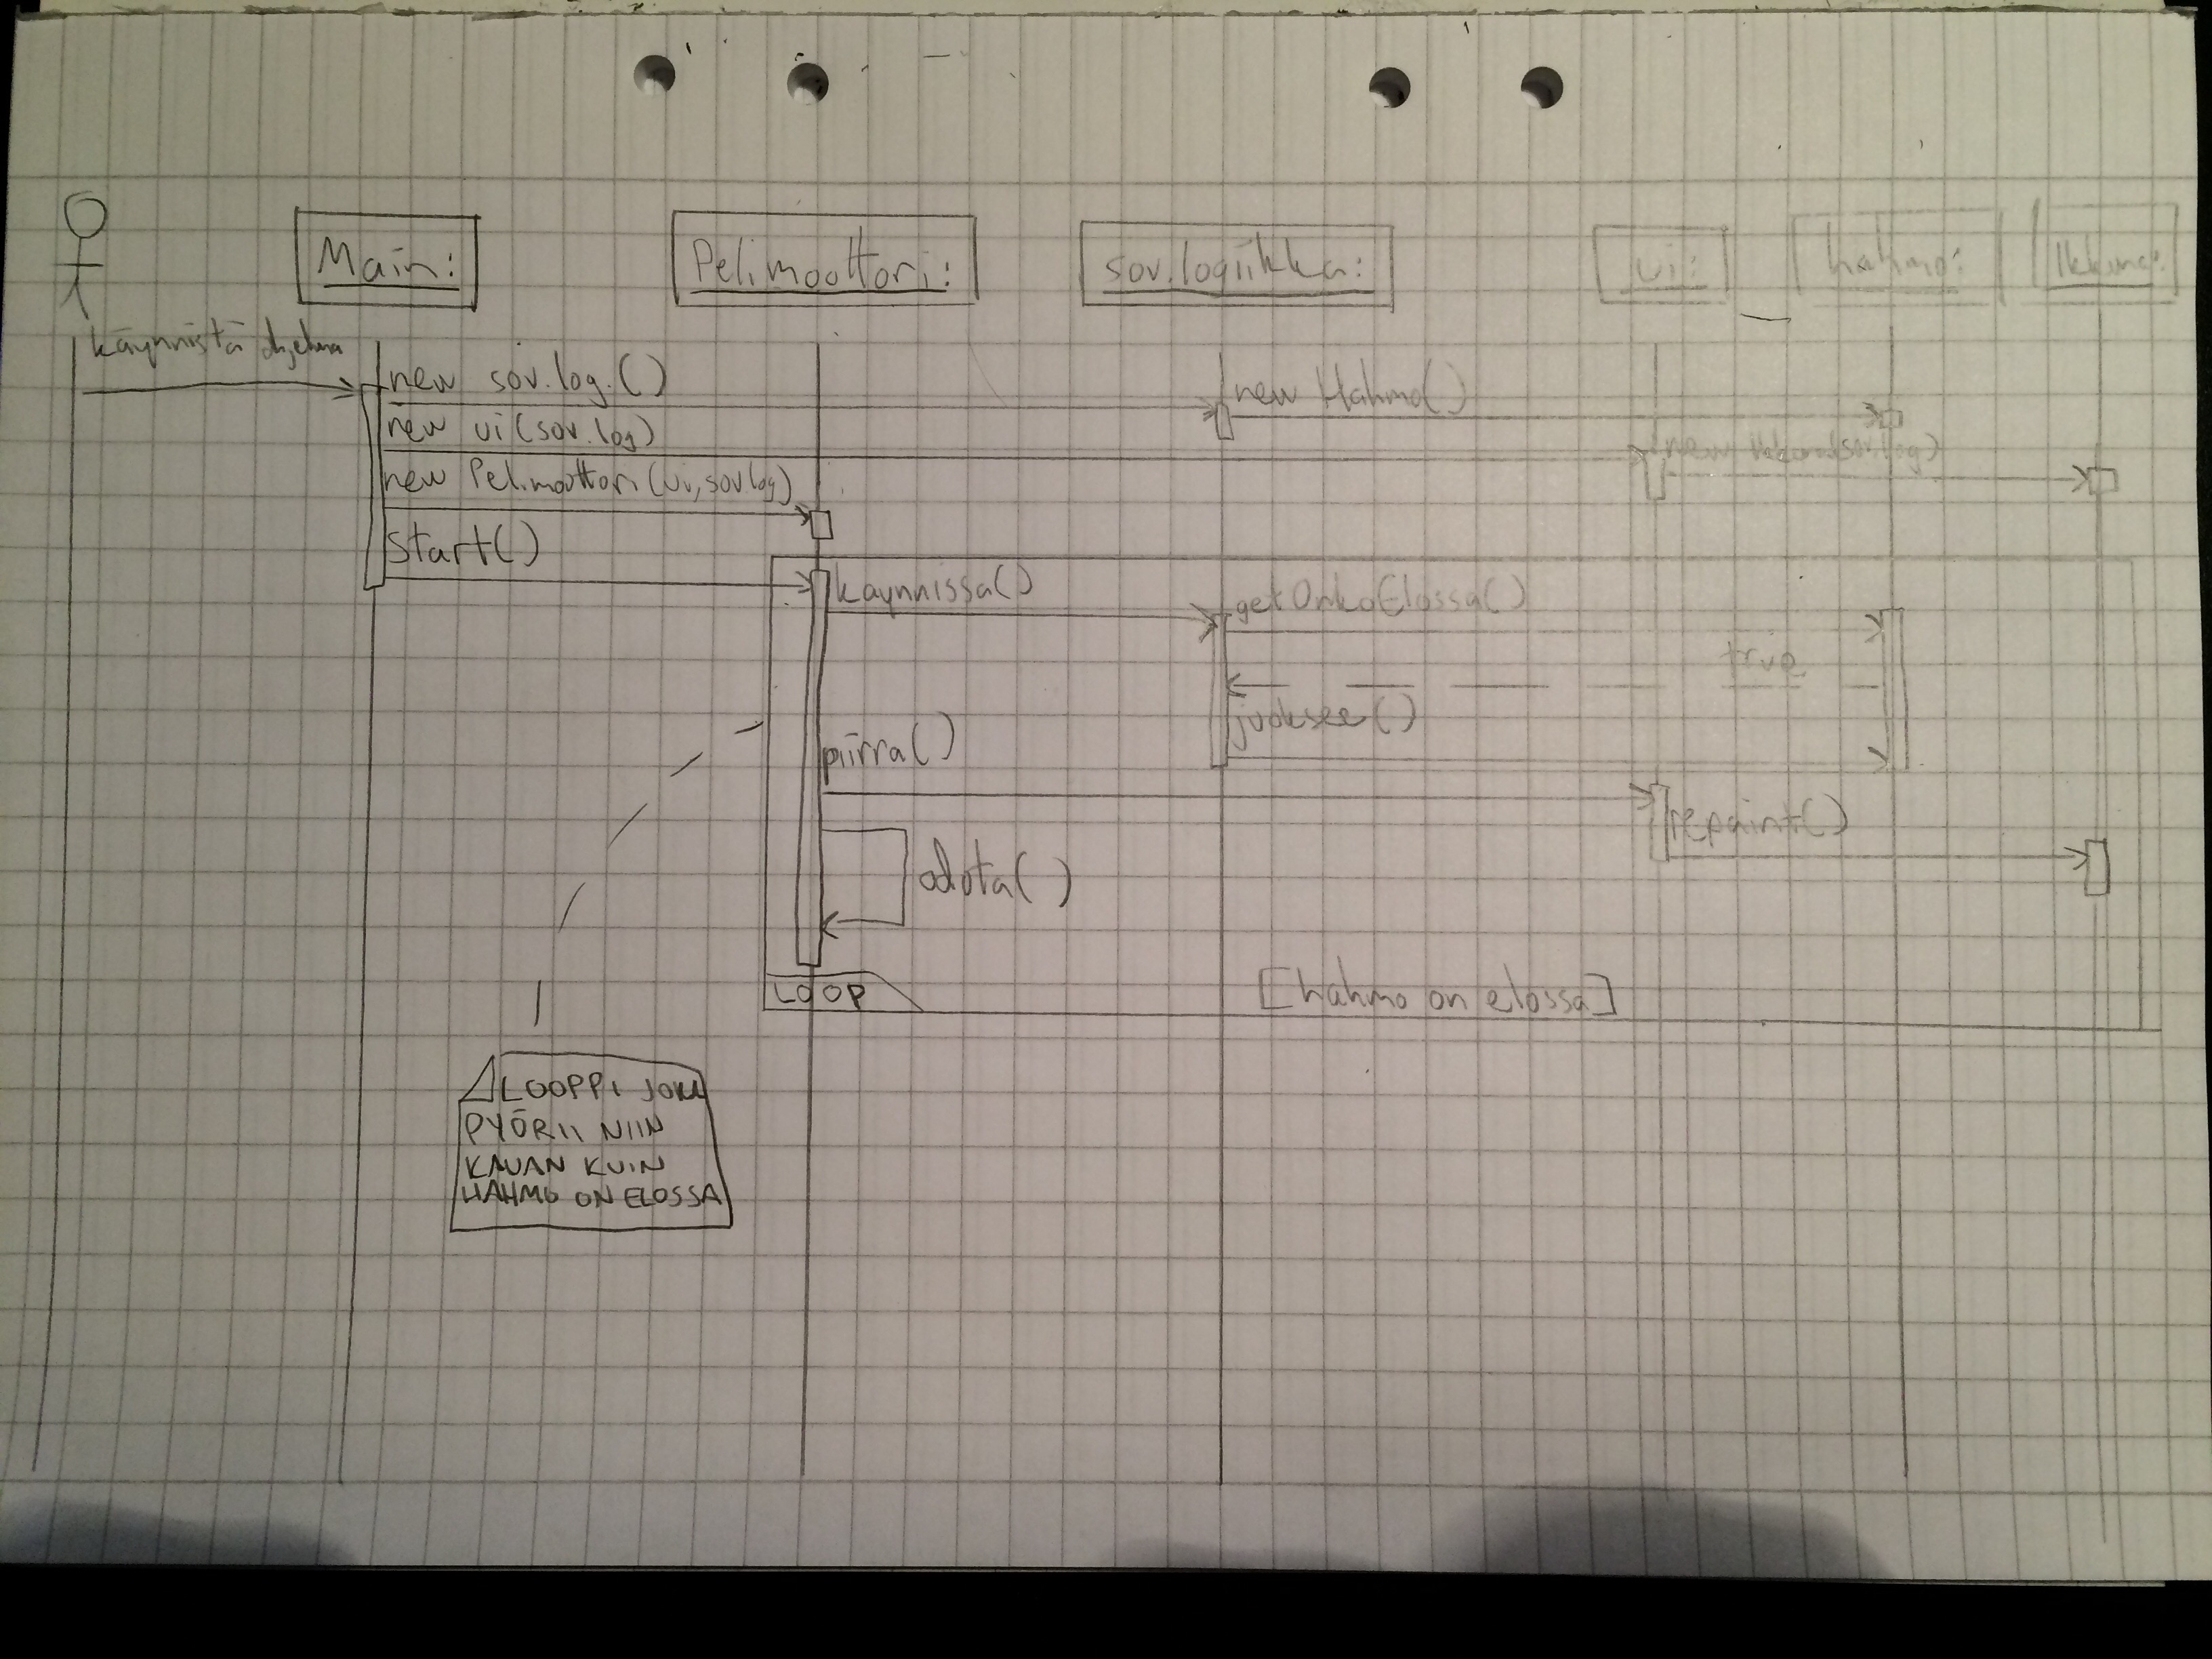 Main:
Pelimoottori:
sov.logiikka:
ui:
hahmo:
Ikkuna:
käynnistä ohjelma
new sov.log.()
new Hahmo()
new ui(sov.log)
new Ikkuna(sov.log)
new Pelimoottori(ui,sov.log)
start()
kaynnissa()
getOnkoElossa()
true
juoksee()
piirra()
repaint()
odota()
LOOP
[hahmo on elossa]
LOOPPI JOKA
PYÖRII NIIN
KAUAN KUIN
HAHMO ON ELOSSA